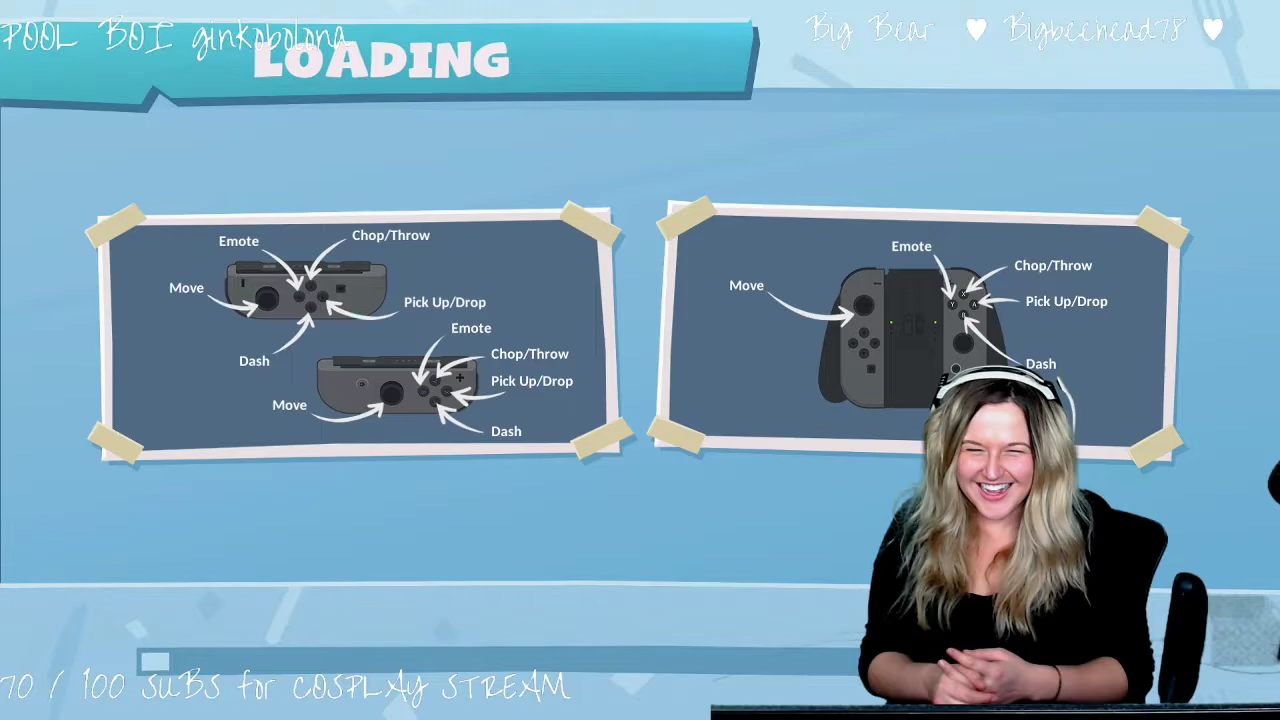 POOL BOI ginkobolona
Big Bear ♥ Bigbeehead78 ♥
LOADING
Emote
Chop/Throw
Move
Pick Up/Drop
Dash
Emote
Chop/Throw
Pick Up/Drop
Move
Dash
Emote
Chop/Throw
Move
Pick Up/Drop
Dash
X
Y
A
B
70 / 100 SUBS for COSPLAY STREAM